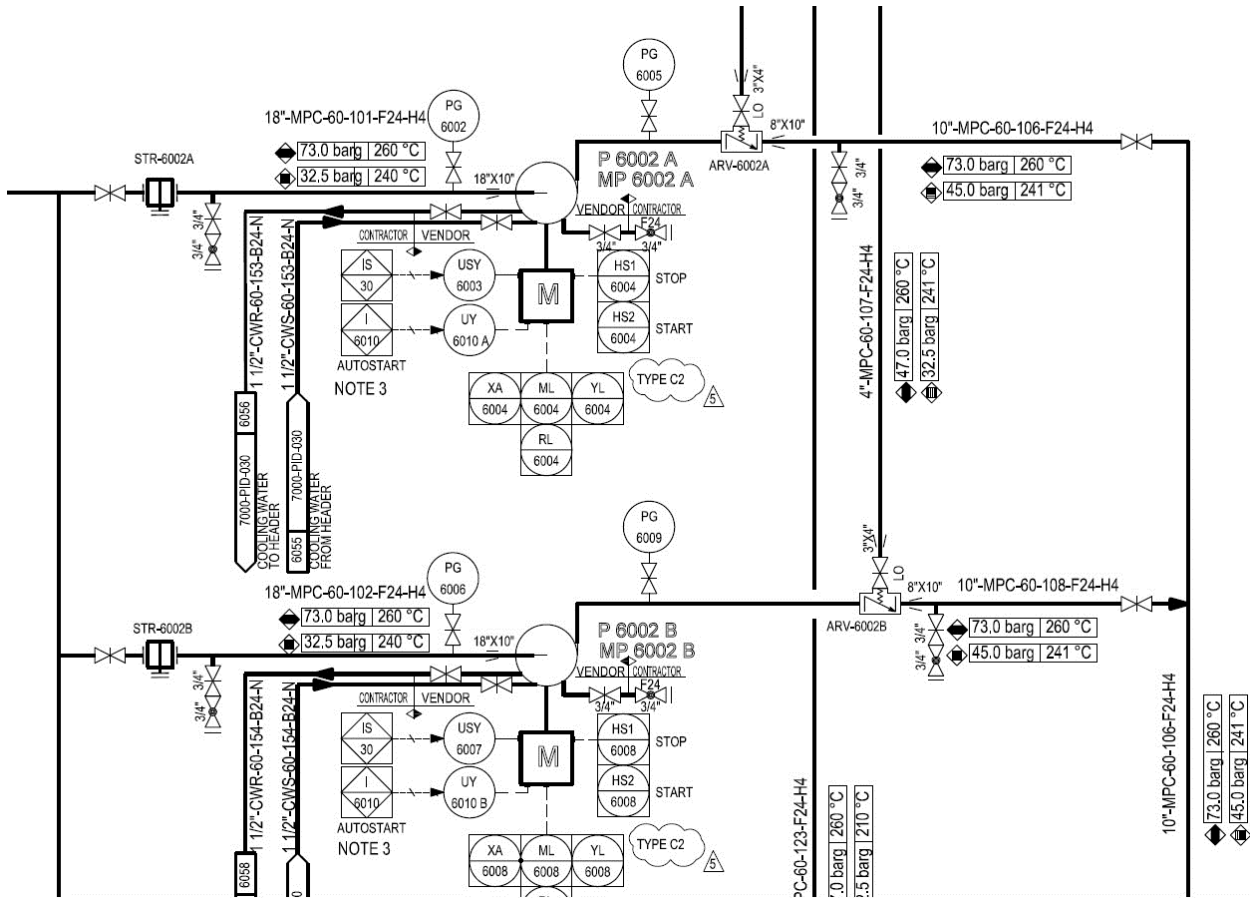 PG
6005
3"X4"
LO
8"X10"
ARV-6002A
10"-MPC-60-106-F24-H4
73.0 barg 260 °C
45.0 barg 241 °C
3/4"
3/4"
18"-MPC-60-101-F24-H4
PG
6002
STR-6002A
73.0 barg 260 °C
32.5 barg 240 °C
18"X10"
P 6002 A
MP 6002 A
VENDOR CONTRACTOR
F24
3/4"
3/4"
3/4"
3/4"
CONTRACTOR VENDOR
1 1/2"-CWR-60-153-B24-N
1 1/2"-CWS-60-153-B24-N
IS
30
USY
6003
M
HS1
6004
STOP
I
6010
UY
6010 A
HS2
6004
START
AUTOSTART
NOTE 3
XA
6004
ML
6004
YL
6004
RL
6004
TYPE C2
5
6056
7000-PID-030
COOLING WATER
TO HEADER
7000-PID-030
6055
COOLING WATER
FROM HEADER
4"-MPC-60-107-F24-H4
47.0 barg 260 °C
32.5 barg 241 °C
PG
6009
3"X4"
LO
8"X10"
ARV-6002B
10"-MPC-60-108-F24-H4
73.0 barg 260 °C
45.0 barg 241 °C
3/4"
3/4"
18"-MPC-60-102-F24-H4
PG
6006
STR-6002B
73.0 barg 260 °C
32.5 barg 240 °C
18"X10"
P 6002 B
MP 6002 B
VENDOR CONTRACTOR
F24
3/4"
3/4"
3/4"
3/4"
CONTRACTOR VENDOR
1 1/2"-CWR-60-154-B24-N
1 1/2"-CWS-60-154-B24-N
IS
30
USY
6007
M
HS1
6008
STOP
I
6010
UY
6010 B
HS2
6008
START
AUTOSTART
NOTE 3
XA
6008
ML
6008
YL
6008
TYPE C2
5
6058
PC-60-123-F24-H4
7.0 barg 260 °C
2.5 barg 210 °C
10"-MPC-60-106-F24-H4
73.0 barg 260 °C
45.0 barg 241 °C